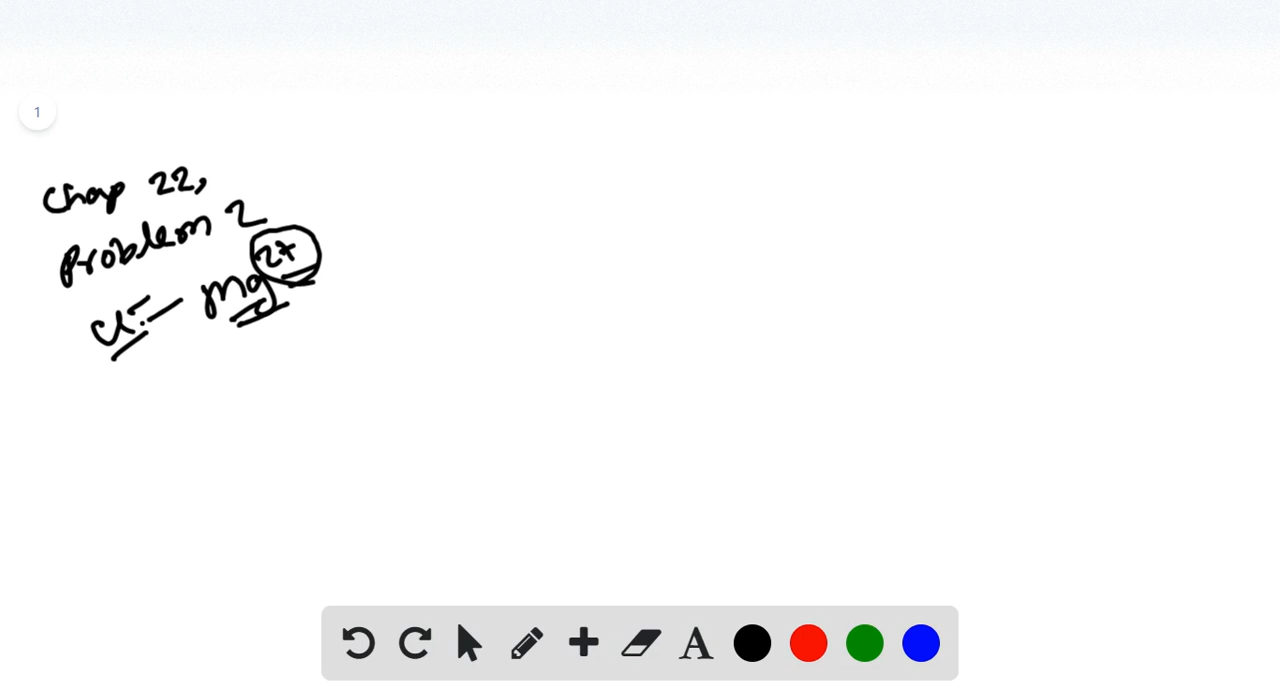 1
Chap 22,
Problem 2
Cl:⁻ — Mg²⁺
A